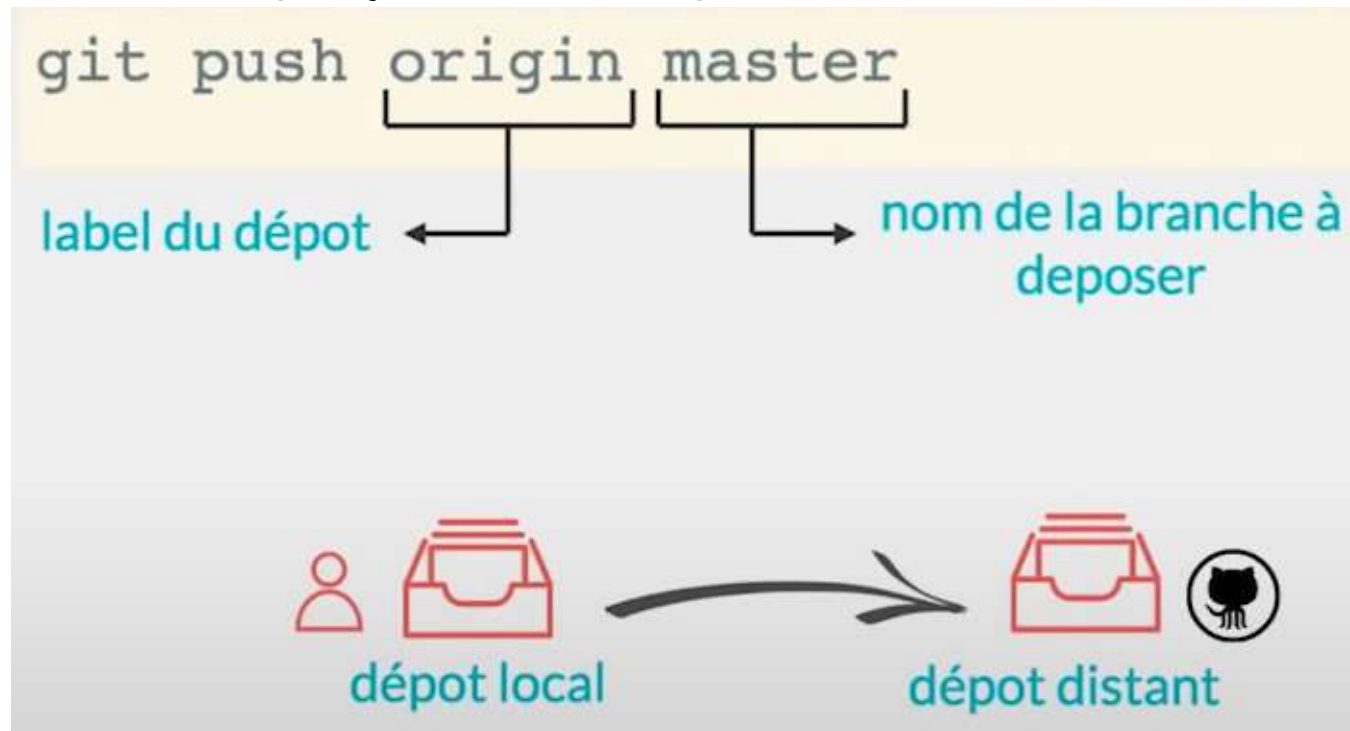 git push origin master
label du dépot
nom de la branche à
deposer
dépot local
dépot distant